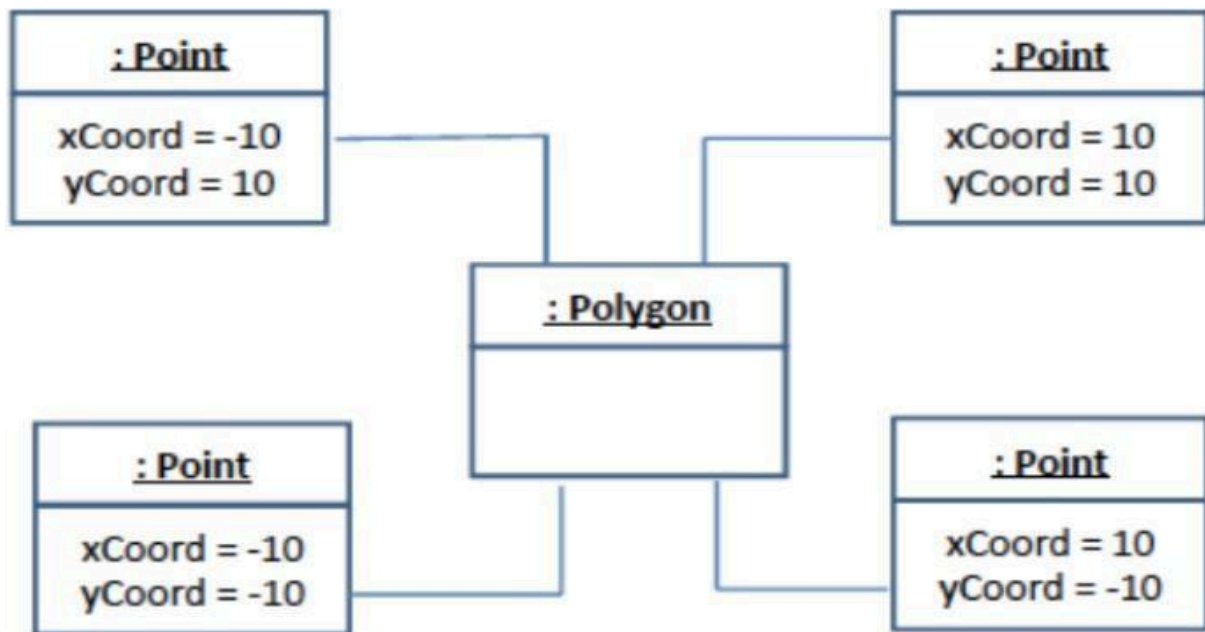 : Point
xCoord = -10
yCoord = 10
: Point
xCoord = 10
yCoord = 10
: Polygon
: Point
xCoord = -10
yCoord = -10
: Point
xCoord = 10
yCoord = -10